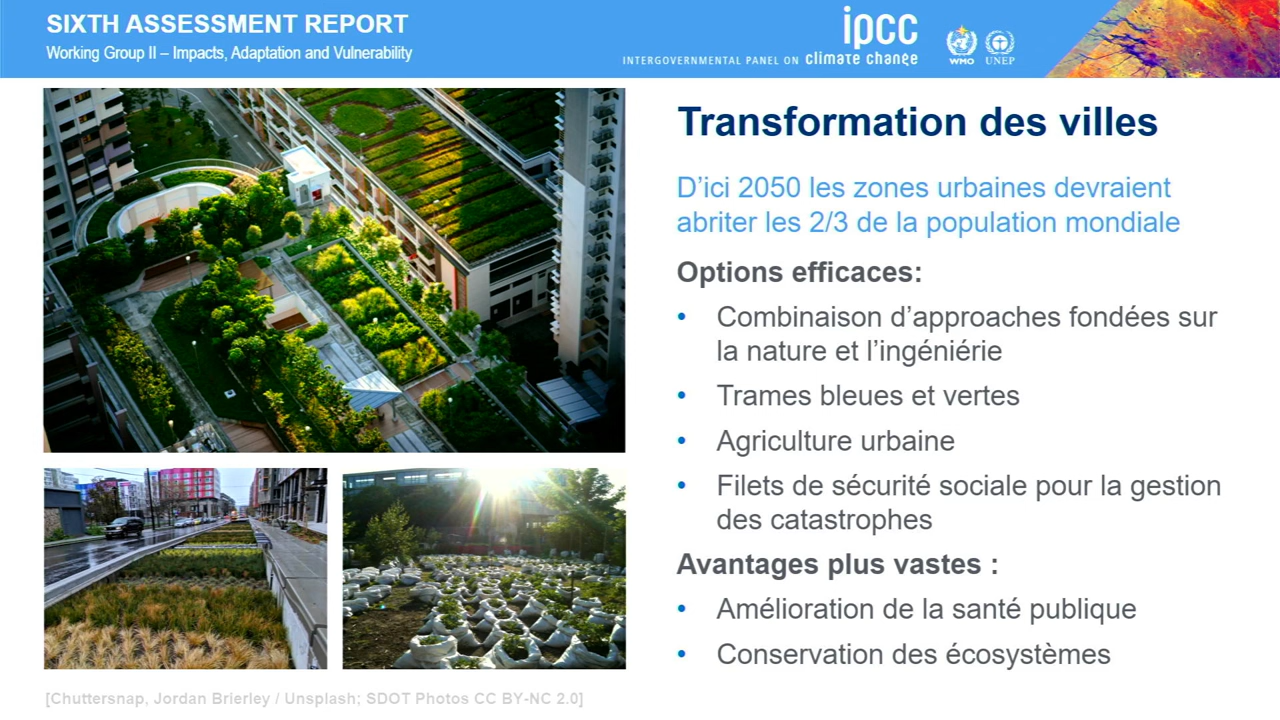 SIXTH ASSESSMENT REPORT
Working Group II – Impacts, Adaptation and Vulnerability
ipcc
INTERGOVERNMENTAL PANEL ON climate change
WMO
UNEP
Transformation des villes
D’ici 2050 les zones urbaines devraient
abriter les 2/3 de la population mondiale
Options efficaces:
• Combinaison d’approches fondées sur
la nature et l’ingéniérie
• Trames bleues et vertes
• Agriculture urbaine
• Filets de sécurité sociale pour la gestion
des catastrophes
Avantages plus vastes :
• Amélioration de la santé publique
• Conservation des écosystèmes
[Chuttersnap, Jordan Brierley / Unsplash; SDOT Photos CC BY-NC 2.0]